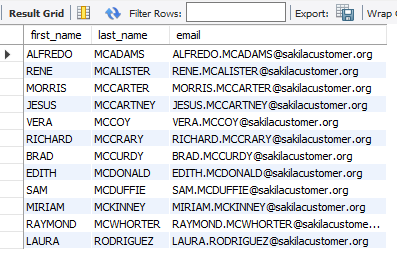 Result Grid Filter Rows: Export: Wrap C
first_name last_name email
ALFREDO MCADAMS ALFREDO.MCADAMS@sakilacustomer.org
RENE MCALISTER RENE.MCALISTER@sakilacustomer.org
MORRIS MCCARTER MORRIS.MCCARTER@sakilacustomer.org
JESUS MCCARTNEY JESUS.MCCARTNEY@sakilacustomer.org
VERA MCCOY VERA.MCCOY@sakilacustomer.org
RICHARD MCCRARY RICHARD.MCCRARY@sakilacustomer.org
BRAD MCCURDY BRAD.MCCURDY@sakilacustomer.org
EDITH MCDONALD EDITH.MCDONALD@sakilacustomer.org
SAM MCDUFFIE SAM.MCDUFFIE@sakilacustomer.org
MIRIAM MCKINNEY MIRIAM.MCKINNEY@sakilacustomer.org
RAYMOND MCWHORTER RAYMOND.MCWHORTER@sakilacustome...
LAURA RODRIGUEZ LAURA.RODRIGUEZ@sakilacustomer.org